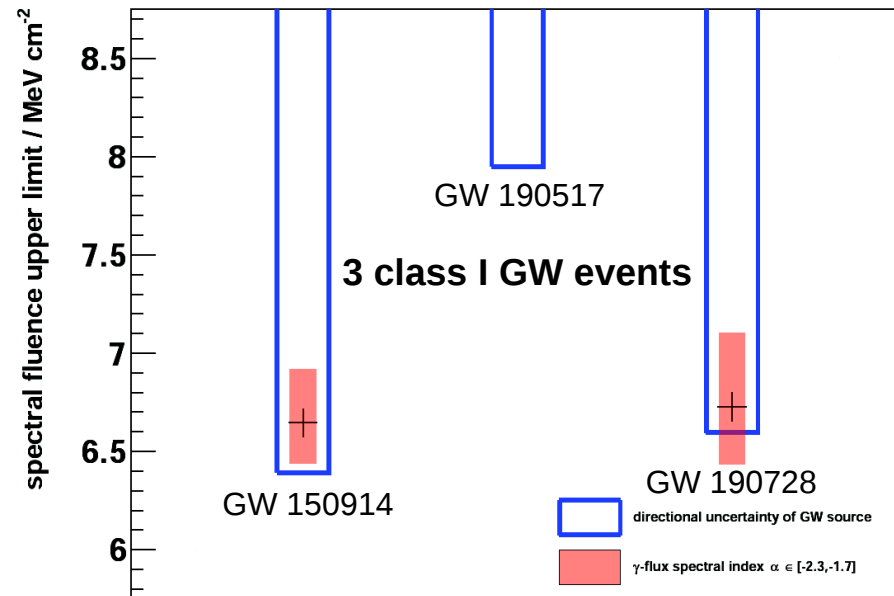 spectral fluence upper limit / MeV cm⁻²
8.5
8
7.5
7
6.5
6
GW 190517
3 class I GW events
GW 150914
GW 190728
directional uncertainty of GW source
γ-flux spectral index α ∈ [-2.3,-1.7]